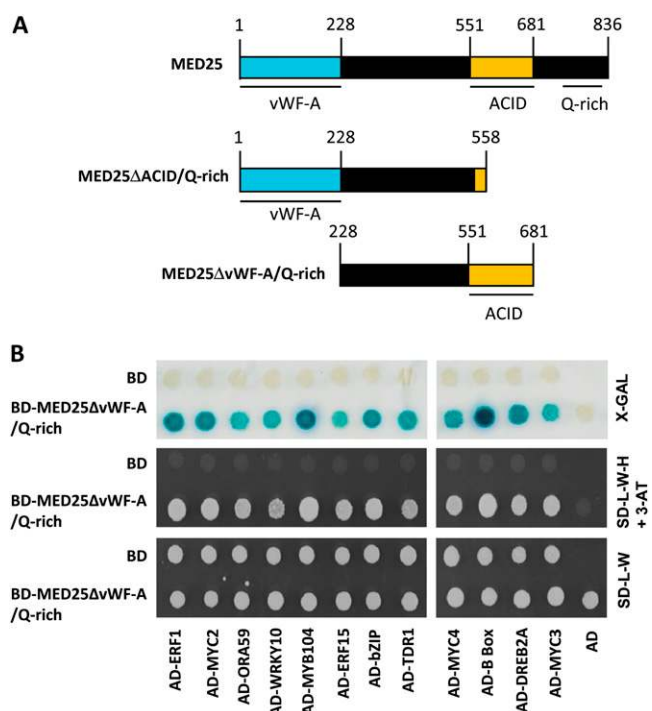 A
1 228 551 681 836
MED25
vWF-A ACID Q-rich
1 228 558
MED25ΔACID/Q-rich
vWF-A
228 551 681
MED25ΔvWF-A/Q-rich
ACID
B
BD
BD-MED25ΔvWF-A
/Q-rich
X-GAL
BD
BD-MED25ΔvWF-A
/Q-rich
SD-L-W-H
+ 3-AT
BD
BD-MED25ΔvWF-A
/Q-rich
SD-L-W
AD-ERF1
AD-MYC2
AD-ORA59
AD-WRKY10
AD-MYB104
AD-ERF15
AD-bZIP
AD-TDR1
AD-MYC4
AD-B Box
AD-DREB2A
AD-MYC3
AD